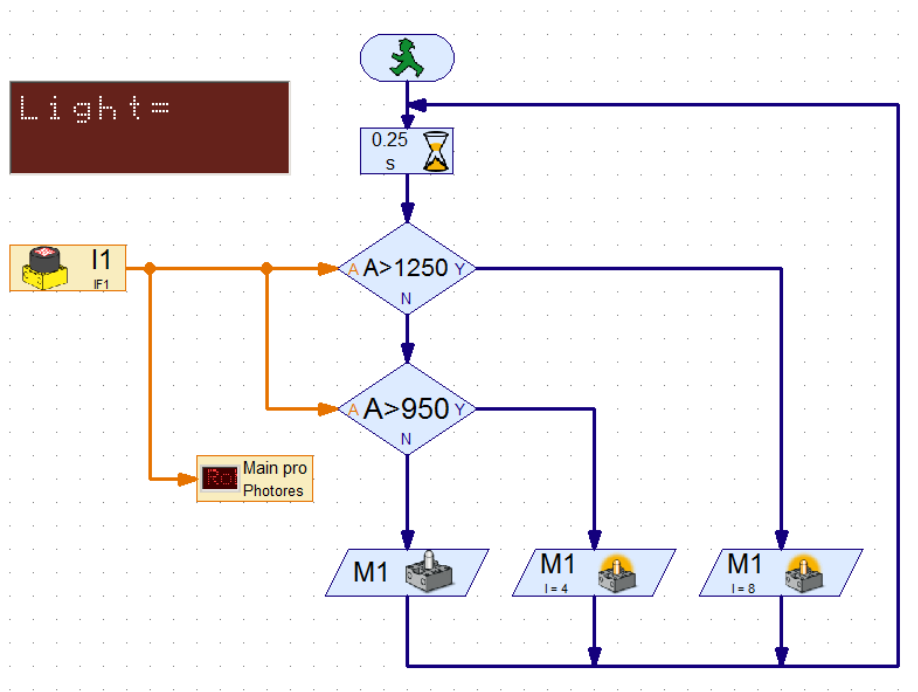 Light=
0.25
s
I1
IF1
A A>1250 Y
N
A A>950 Y
N
Main pro
Photores
M1
M1
I = 4
M1
I = 8